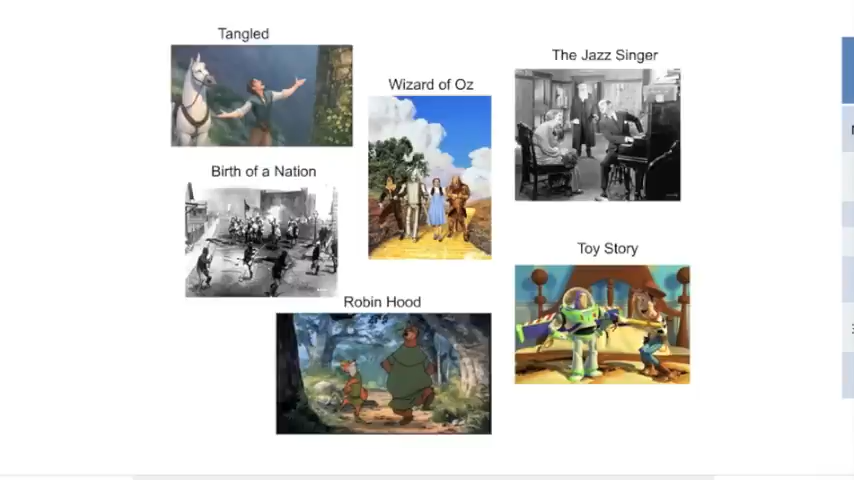 Tangled
The Jazz Singer
Wizard of Oz
Birth of a Nation
Toy Story
Robin Hood